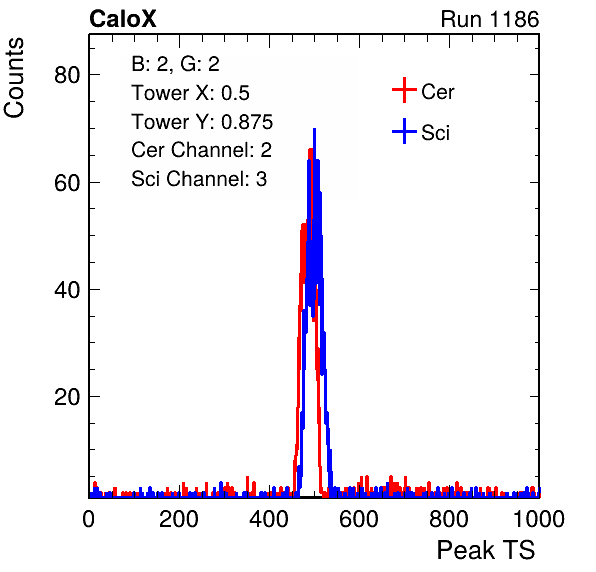 CaloX Run 1186
B: 2, G: 2
Tower X: 0.5
Tower Y: 0.875
Cer Channel: 2
Sci Channel: 3
Cer
Sci
Counts
80
60
40
20
0 200 400 600 800 1000
Peak TS